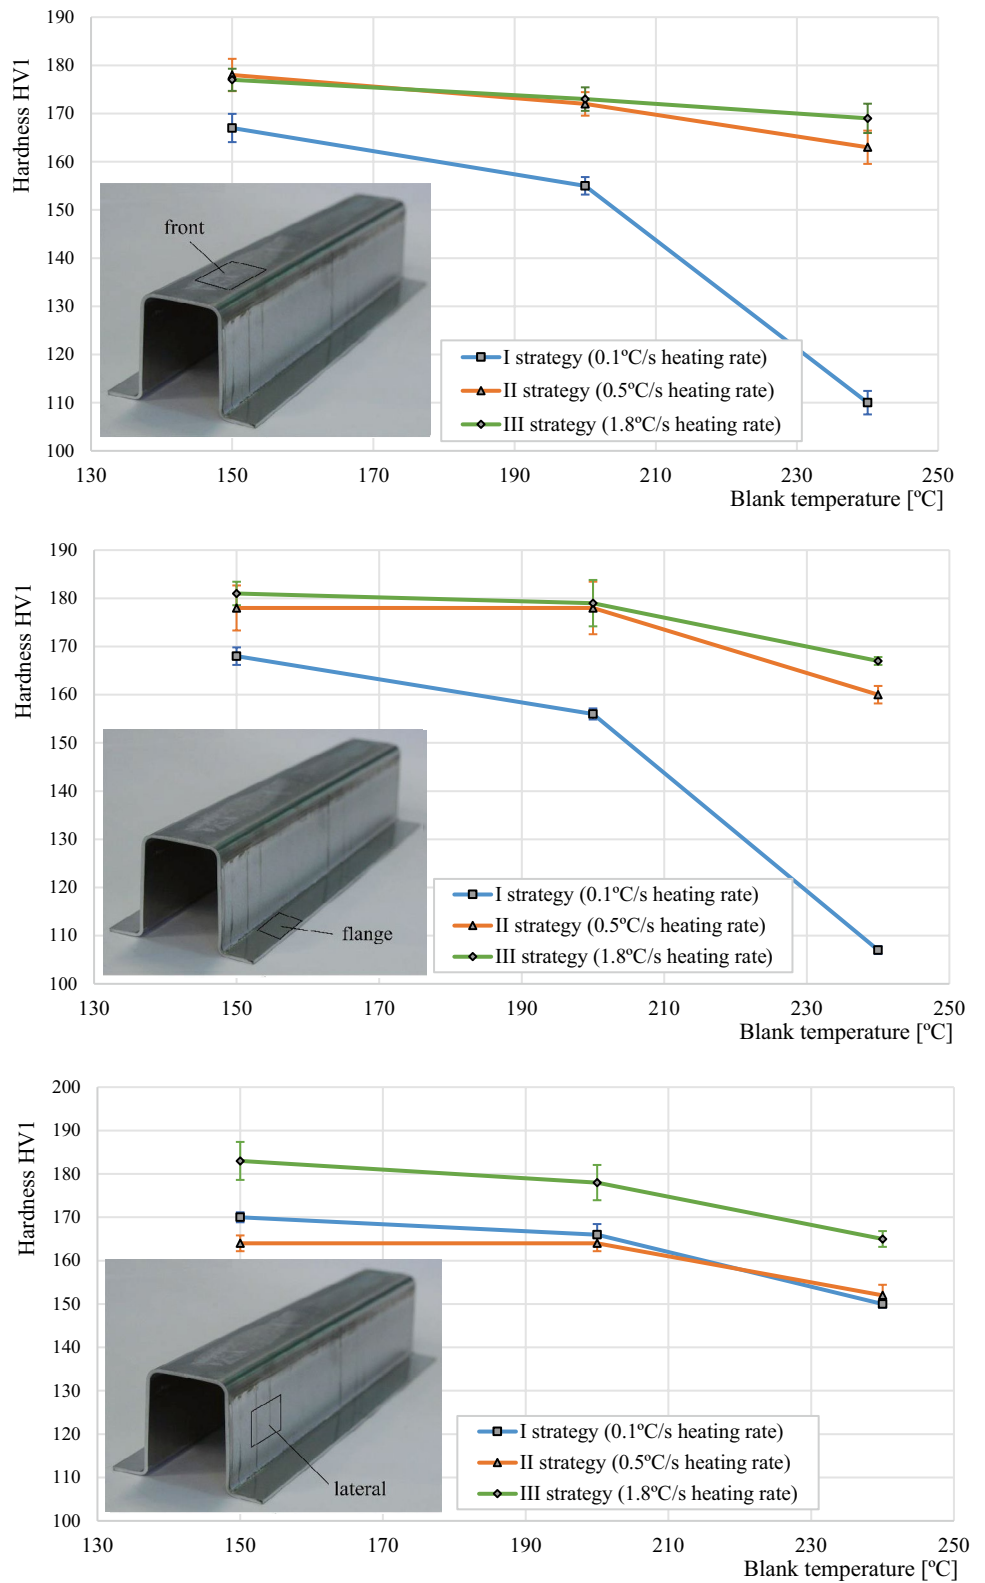 190
180
170
160
150
140
130
120
110
100
Hardness HV1
front
I strategy (0.1ºC/s heating rate)
II strategy (0.5ºC/s heating rate)
III strategy (1.8ºC/s heating rate)
130 150 170 190 210 230 250
Blank temperature [ºC]
190
180
170
160
150
140
130
120
110
100
Hardness HV1
flange
I strategy (0.1ºC/s heating rate)
II strategy (0.5ºC/s heating rate)
III strategy (1.8ºC/s heating rate)
130 150 170 190 210 230 250
Blank temperature [ºC]
200
190
180
170
160
150
140
130
120
110
100
Hardness HV1
lateral
I strategy (0.1ºC/s heating rate)
II strategy (0.5ºC/s heating rate)
III strategy (1.8ºC/s heating rate)
130 150 170 190 210 230 250
Blank temperature [ºC]